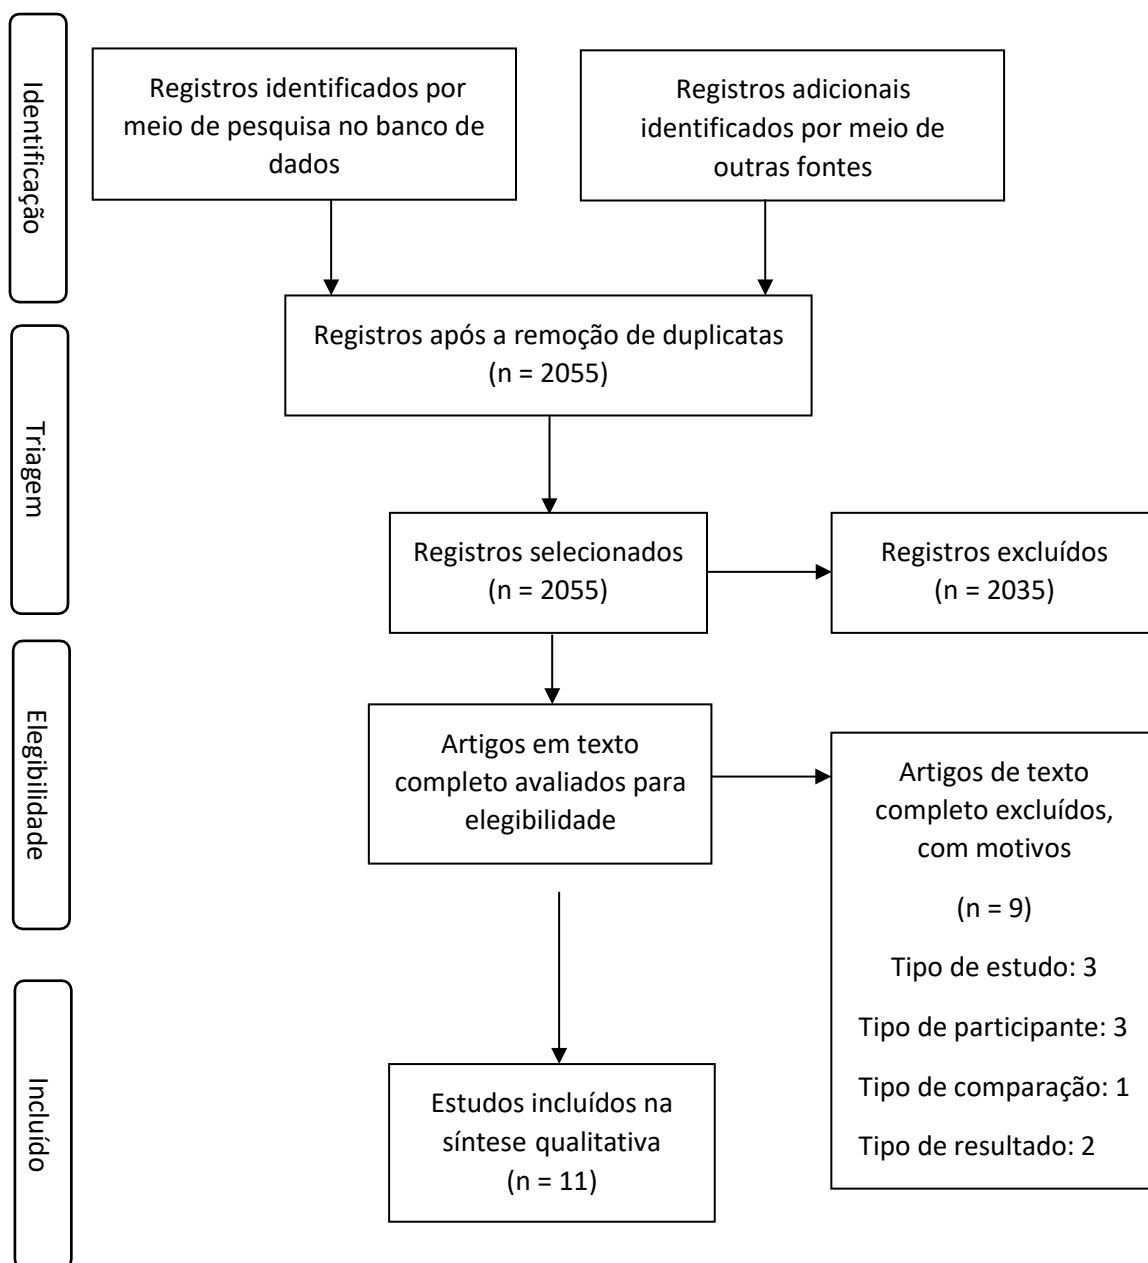 Identificação
Registros identificados por
meio de pesquisa no banco de
dados
Registros adicionais
identificados por meio de
outras fontes
Registros após a remoção de duplicatas
(n = 2055)
Triagem
Registros selecionados
(n = 2055)
Registros excluídos
(n = 2035)
Elegibilidade
Artigos em texto
completo avaliados para
elegibilidade
Artigos de texto
completo excluídos,
com motivos
(n = 9)
Tipo de estudo: 3
Tipo de participante: 3
Tipo de comparação: 1
Tipo de resultado: 2
Incluído
Estudos incluídos na
síntese qualitativa
(n = 11)